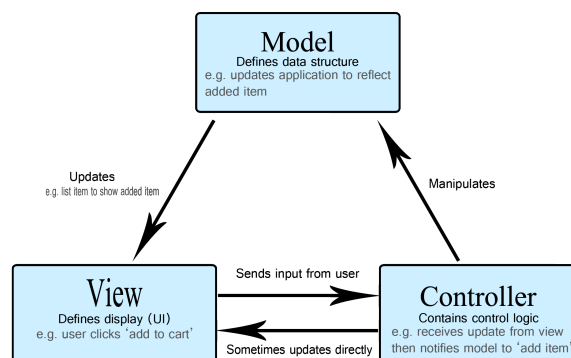 Model
Defines data structure
e.g. updates application to reflect
added item
Updates
e.g. list item to show added item
Manipulates
View
Defines display (UI)
e.g. user clicks 'add to cart'
Sends input from user
Sometimes updates directly
Controller
Contains control logic
e.g. receives update from view
then notifies model to 'add item'